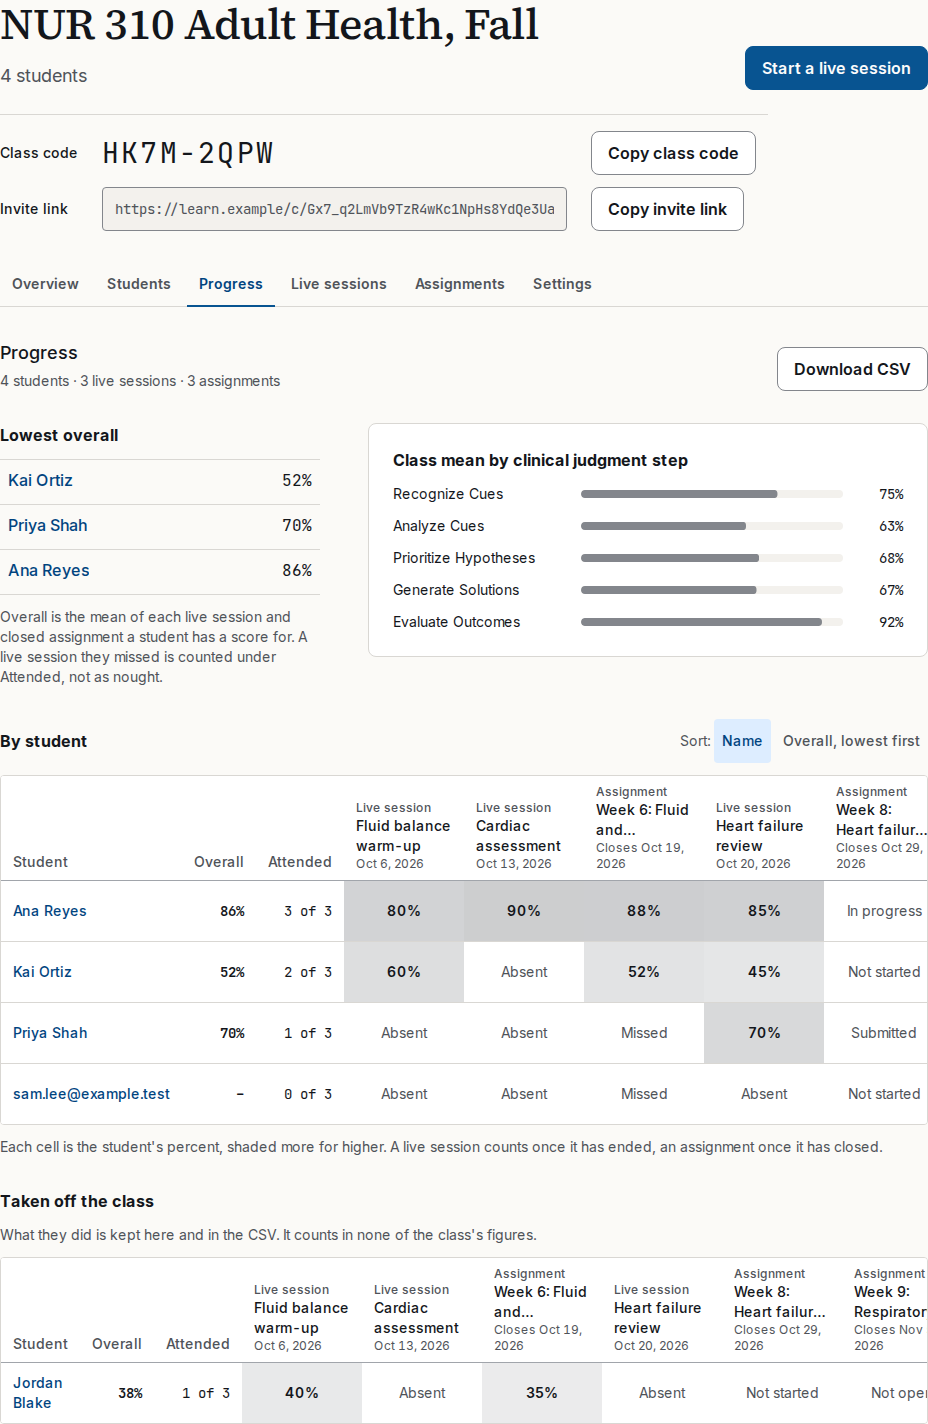 NUR 310 Adult Health, Fall
4 students
Start a live session
Class code
HK7M-2QPW
Copy class code
Invite link
https://learn.example/c/Gx7_q2LmVb9TzR4wKc1NpHs8YdQe3Ua
Copy invite link
Overview Students Progress Live sessions Assignments Settings
Progress
4 students · 3 live sessions · 3 assignments
Download CSV
Lowest overall
Kai Ortiz 52%
Priya Shah 70%
Ana Reyes 86%
Overall is the mean of each live session and
closed assignment a student has a score for. A
live session they missed is counted under
Attended, not as nought.
Class mean by clinical judgment step
Recognize Cues 75%
Analyze Cues 63%
Prioritize Hypotheses 68%
Generate Solutions 67%
Evaluate Outcomes 92%
By student
Sort: Name Overall, lowest first
Student
Overall
Attended
Live session
Fluid balance
warm-up
Oct 6, 2026
Live session
Cardiac
assessment
Oct 13, 2026
Assignment
Week 6: Fluid
and...
Closes Oct 19,
2026
Live session
Heart failure
review
Oct 20, 2026
Assignment
Week 8:
Heart failur...
Closes Oct 29,
2026
Ana Reyes 86% 3 of 3 80% 90% 88% 85% In progress
Kai Ortiz 52% 2 of 3 60% Absent 52% 45% Not started
Priya Shah 70% 1 of 3 Absent Absent Missed 70% Submitted
sam.lee@example.test – 0 of 3 Absent Absent Missed Absent Not started
Each cell is the student's percent, shaded more for higher. A live session counts once it has ended, an assignment once it has closed.
Taken off the class
What they did is kept here and in the CSV. It counts in none of the class's figures.
Student
Overall
Attended
Live session
Fluid balance
warm-up
Oct 6, 2026
Live session
Cardiac
assessment
Oct 13, 2026
Assignment
Week 6: Fluid
and...
Closes Oct 19,
2026
Live session
Heart failure
review
Oct 20, 2026
Assignment
Week 8:
Heart failur...
Closes Oct 29,
2026
Assignment
Week 9:
Respirator
Closes Nov
2026
Jordan
Blake
38% 1 of 3 40% Absent 35% Absent Not started Not oper